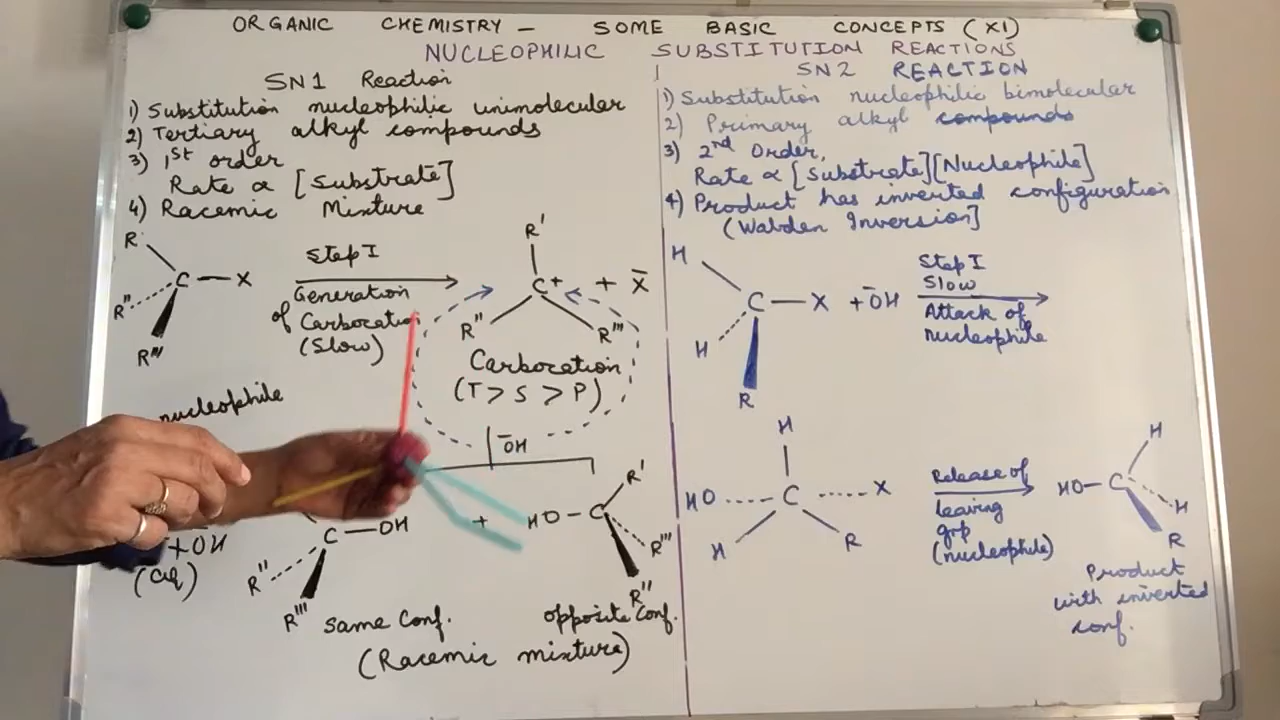 ORGANIC CHEMISTRY – SOME BASIC CONCEPTS (XI)
NUCLEOPHILIC SUBSTITUTION REACTIONS
SN1 Reaction
1) Substitution nucleophilic unimolecular
2) Tertiary alkyl compounds
3) 1st order
Rate ∝ [Substrate]
4) Racemic Mixture
R'
R
Step I
C — X
C+ + X̄
Generation
of Carbocation
(Slow)
R"
R"
R'''
R'''
Carbocation
(T > S > P)
nucleophile
ŌH
R'
C — OH
+
HO – C
+ ŌH
(aq)
R"
R'''
R'''
R"
same conf.
opposite conf.
(Racemic mixture)
SN2 REACTION
1) Substitution nucleophilic bimolecular
2) Primary alkyl compounds
3) 2nd Order,
Rate ∝ [Substrate][Nucleophile]
4) Product has inverted configuration
(Walden Inversion]
H
Step I
Slow
C — X + ŌH
Attack of
nucleophile
H
R
H
H
HO ..... C ..... X
Release of
leaving
grp
(nucleophile)
HO – C
H
H
R
R
Product
with inverted
conf.